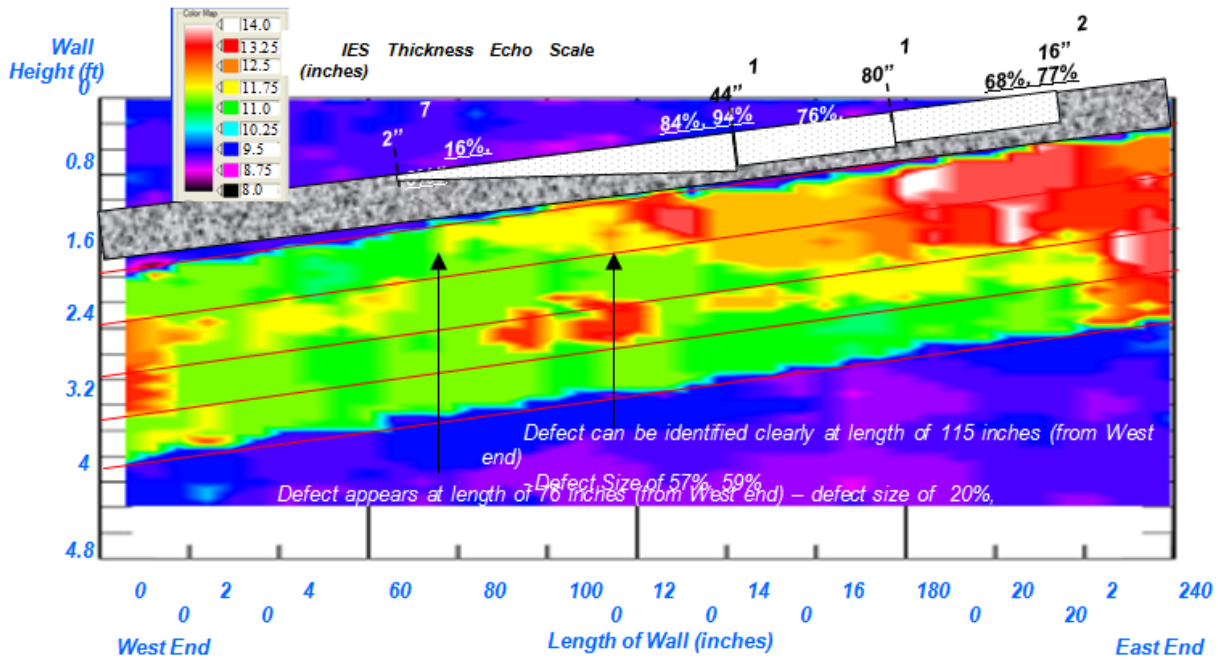 Color Map
14.0
13.25
12.5
11.75
11.0
10.25
9.5
8.75
8.0
IES Thickness Echo Scale
(inches)
Wall
Height (ft)
0
0.8
1.6
2.4
3.2
4
4.8
7
2”
16%,
1
44”
84%, 94%
76%,
1
80”
2
16”
68%, 77%
Defect can be identified clearly at length of 115 inches (from West
end)
-Defect Size of 57%, 59%
Defect appears at length of 76 inches (from West end) – defect size of 20%,
0 2 4 60 80 100 12 14 16 180 20 2 240
0 0 0 0 0 0 20
West End
Length of Wall (inches)
East End